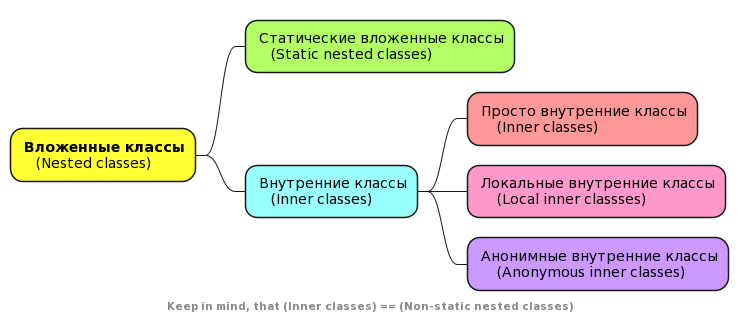 Статические вложенные классы
(Static nested classes)
Просто внутренние классы
(Inner classes)
Вложенные классы
(Nested classes)
Внутренние классы
(Inner classes)
Локальные внутренние классы
(Local inner classses)
Анонимные внутренние классы
(Anonymous inner classes)
Keep in mind, that (Inner classes) == (Non-static nested classes)